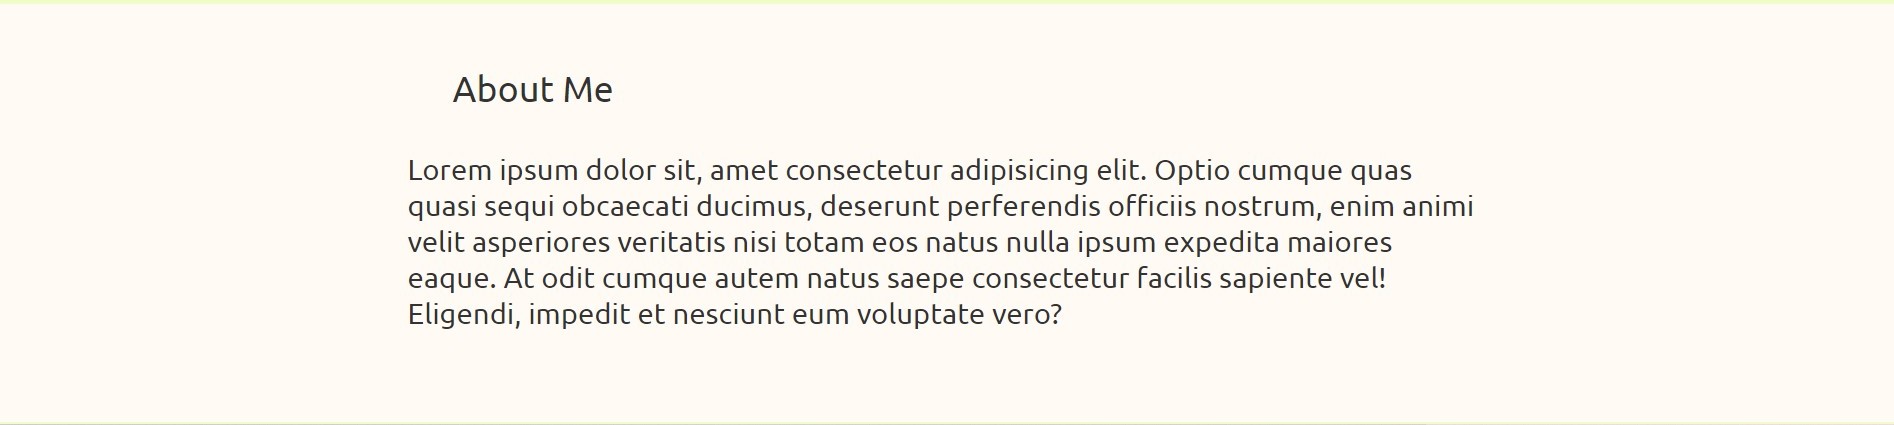 About Me
Lorem ipsum dolor sit, amet consectetur adipisicing elit. Optio cumque quas
quasi sequi obcaecati ducimus, deserunt perferendis officiis nostrum, enim animi
velit asperiores veritatis nisi totam eos natus nulla ipsum expedita maiores
eaque. At odit cumque autem natus saepe consectetur facilis sapiente vel!
Eligendi, impedit et nesciunt eum voluptate vero?